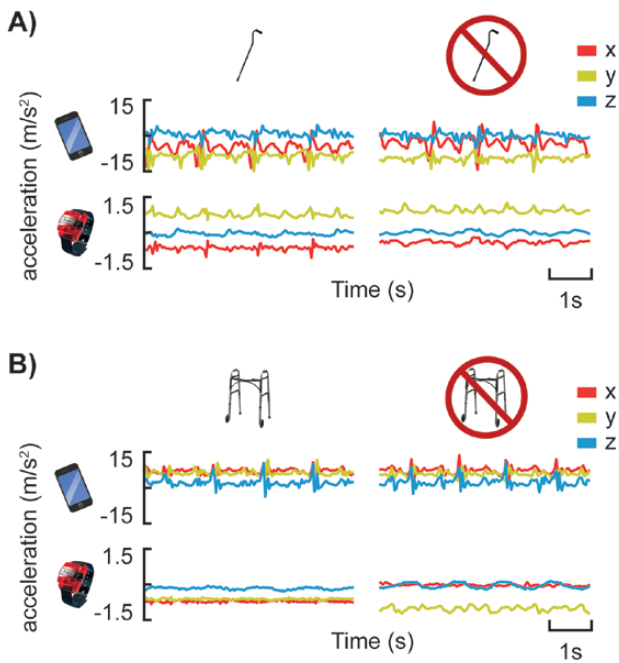 A)
x
y
z
acceleration (m/s²)
15
-15
1.5
-1.5
Time (s)
1s
B)
x
y
z
acceleration (m/s²)
15
-15
1.5
-1.5
Time (s)
1s